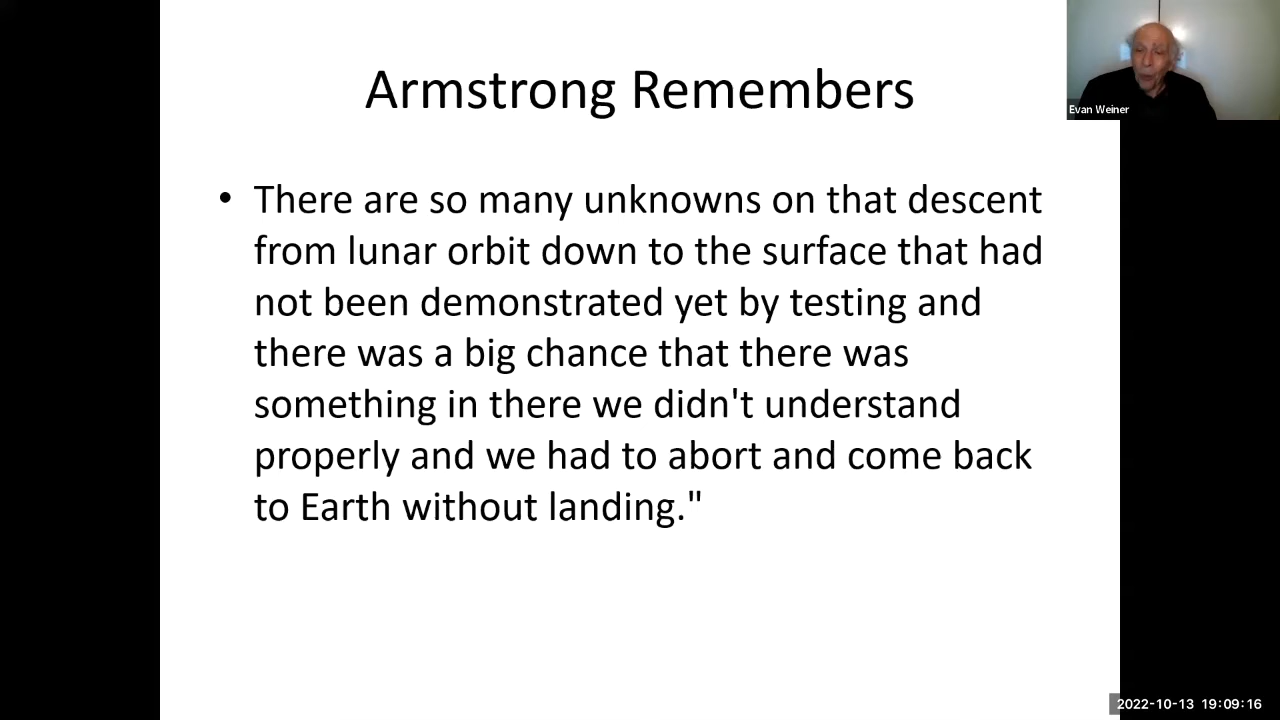 Armstrong Remembers
Evan Weiner
• There are so many unknowns on that descent
from lunar orbit down to the surface that had
not been demonstrated yet by testing and
there was a big chance that there was
something in there we didn't understand
properly and we had to abort and come back
to Earth without landing."
2022-10-13 19:09:16